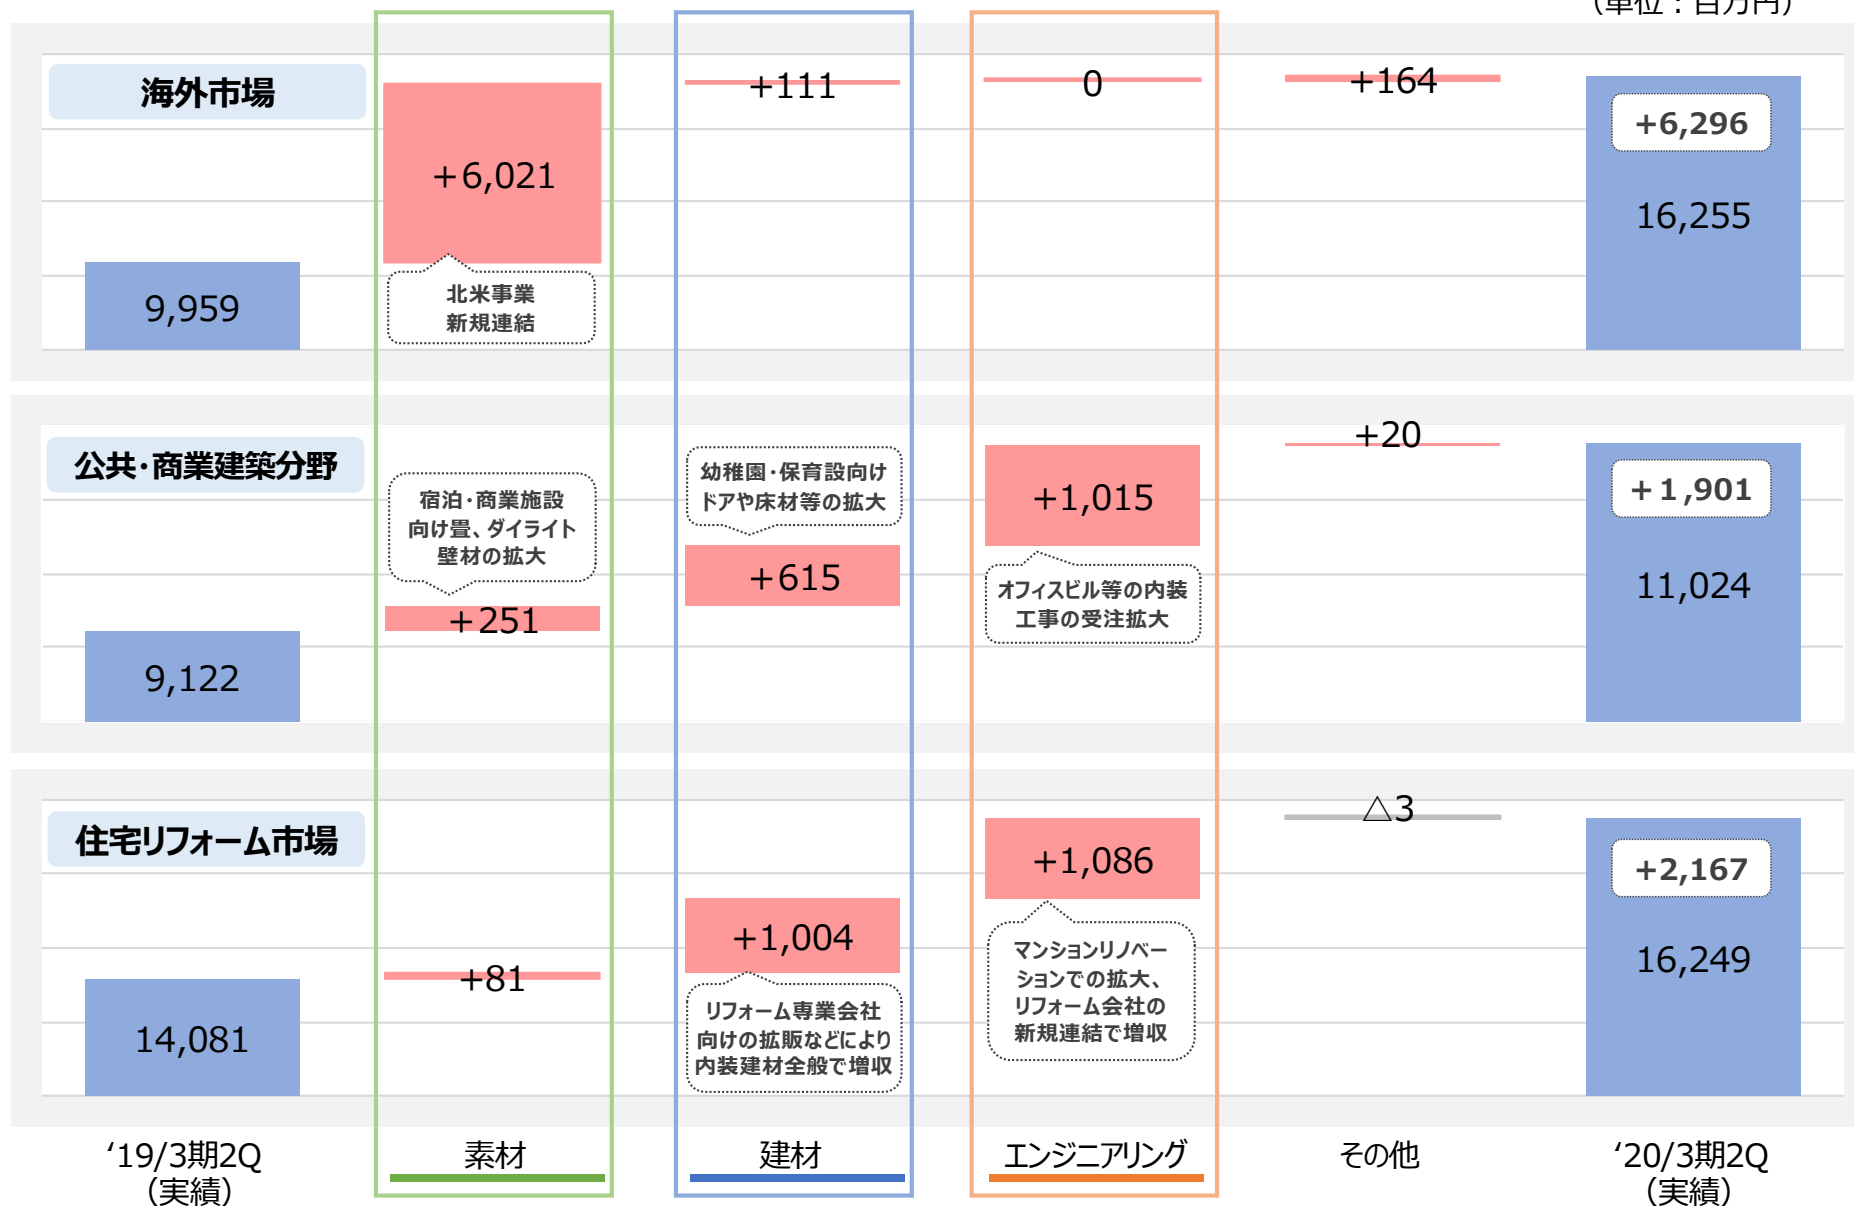 （単位：百万円）
海外市場
9,959
+6,021
北米事業
新規連結
+111
0
+164
+6,296
16,255
公共・商業建築分野
9,122
宿泊・商業施設
向け畳、ダイライト
壁材の拡大
+251
幼稚園・保育設向け
ドアや床材等の拡大
+615
+1,015
オフィスビル等の内装
工事の受注拡大
+20
+1,901
11,024
住宅リフォーム市場
14,081
+81
+1,004
リフォーム専業会社
向けの拡販などにより
内装建材全般で増収
+1,086
マンションリノベー
ションでの拡大、
リフォーム会社の
新規連結で増収
△3
+2,167
16,249
‘19/3期2Q
（実績）
素材
建材
エンジニアリング
その他
‘20/3期2Q
（実績）